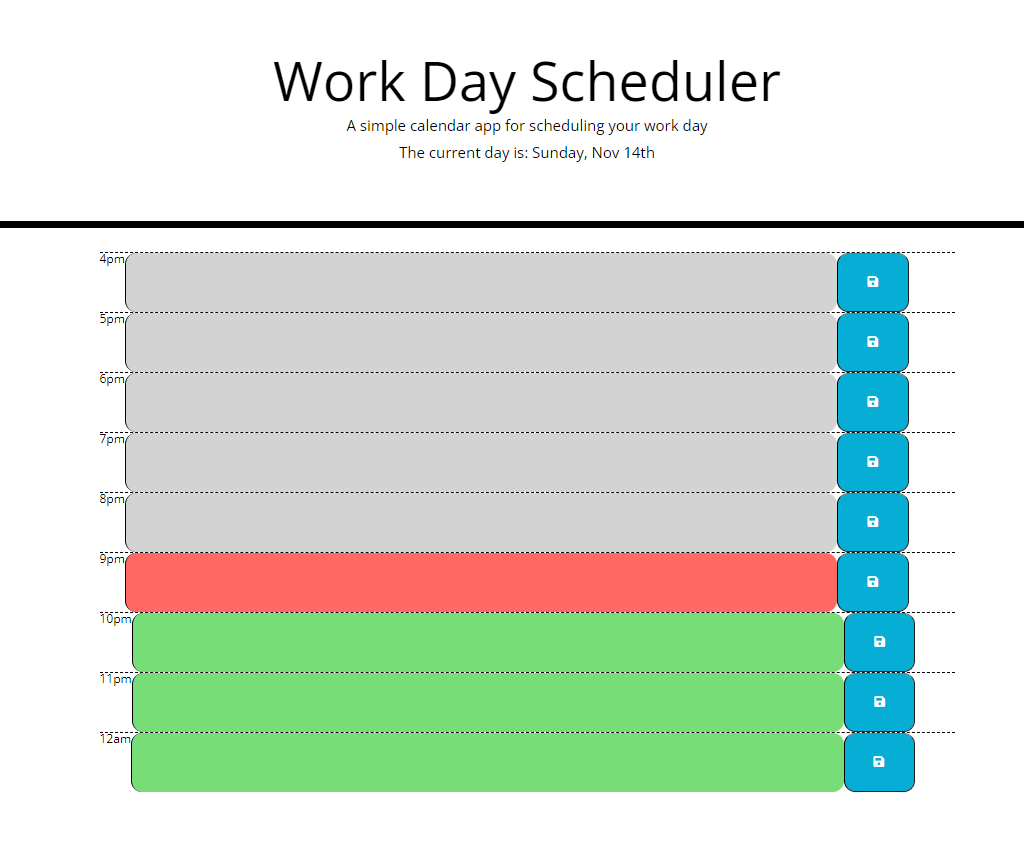 Work Day Scheduler
A simple calendar app for scheduling your work day
The current day is: Sunday, Nov 14th
4pm
5pm
6pm
7pm
8pm
9pm
10pm
11pm
12am